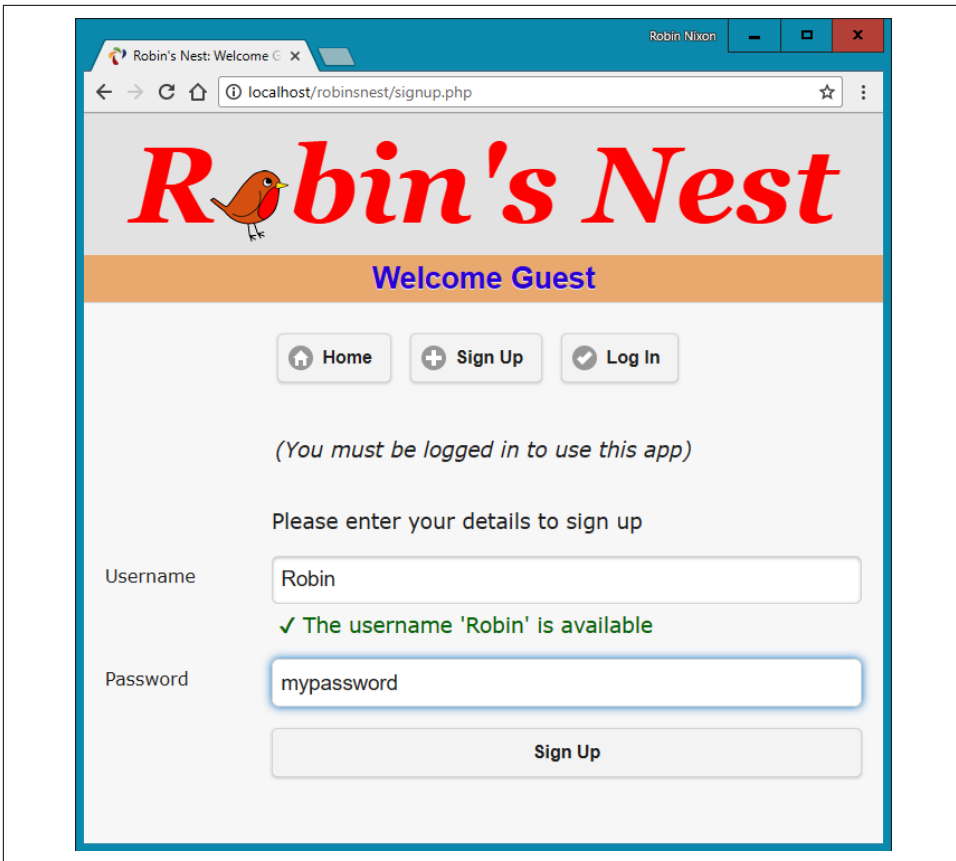 Robin Nixon
Robin's Nest: Welcome G
localhost/robinsnest/signup.php
Robin's Nest
Welcome Guest
Home Sign Up Log In
(You must be logged in to use this app)
Please enter your details to sign up
Username Robin
✓ The username 'Robin' is available
Password mypassword
Sign Up